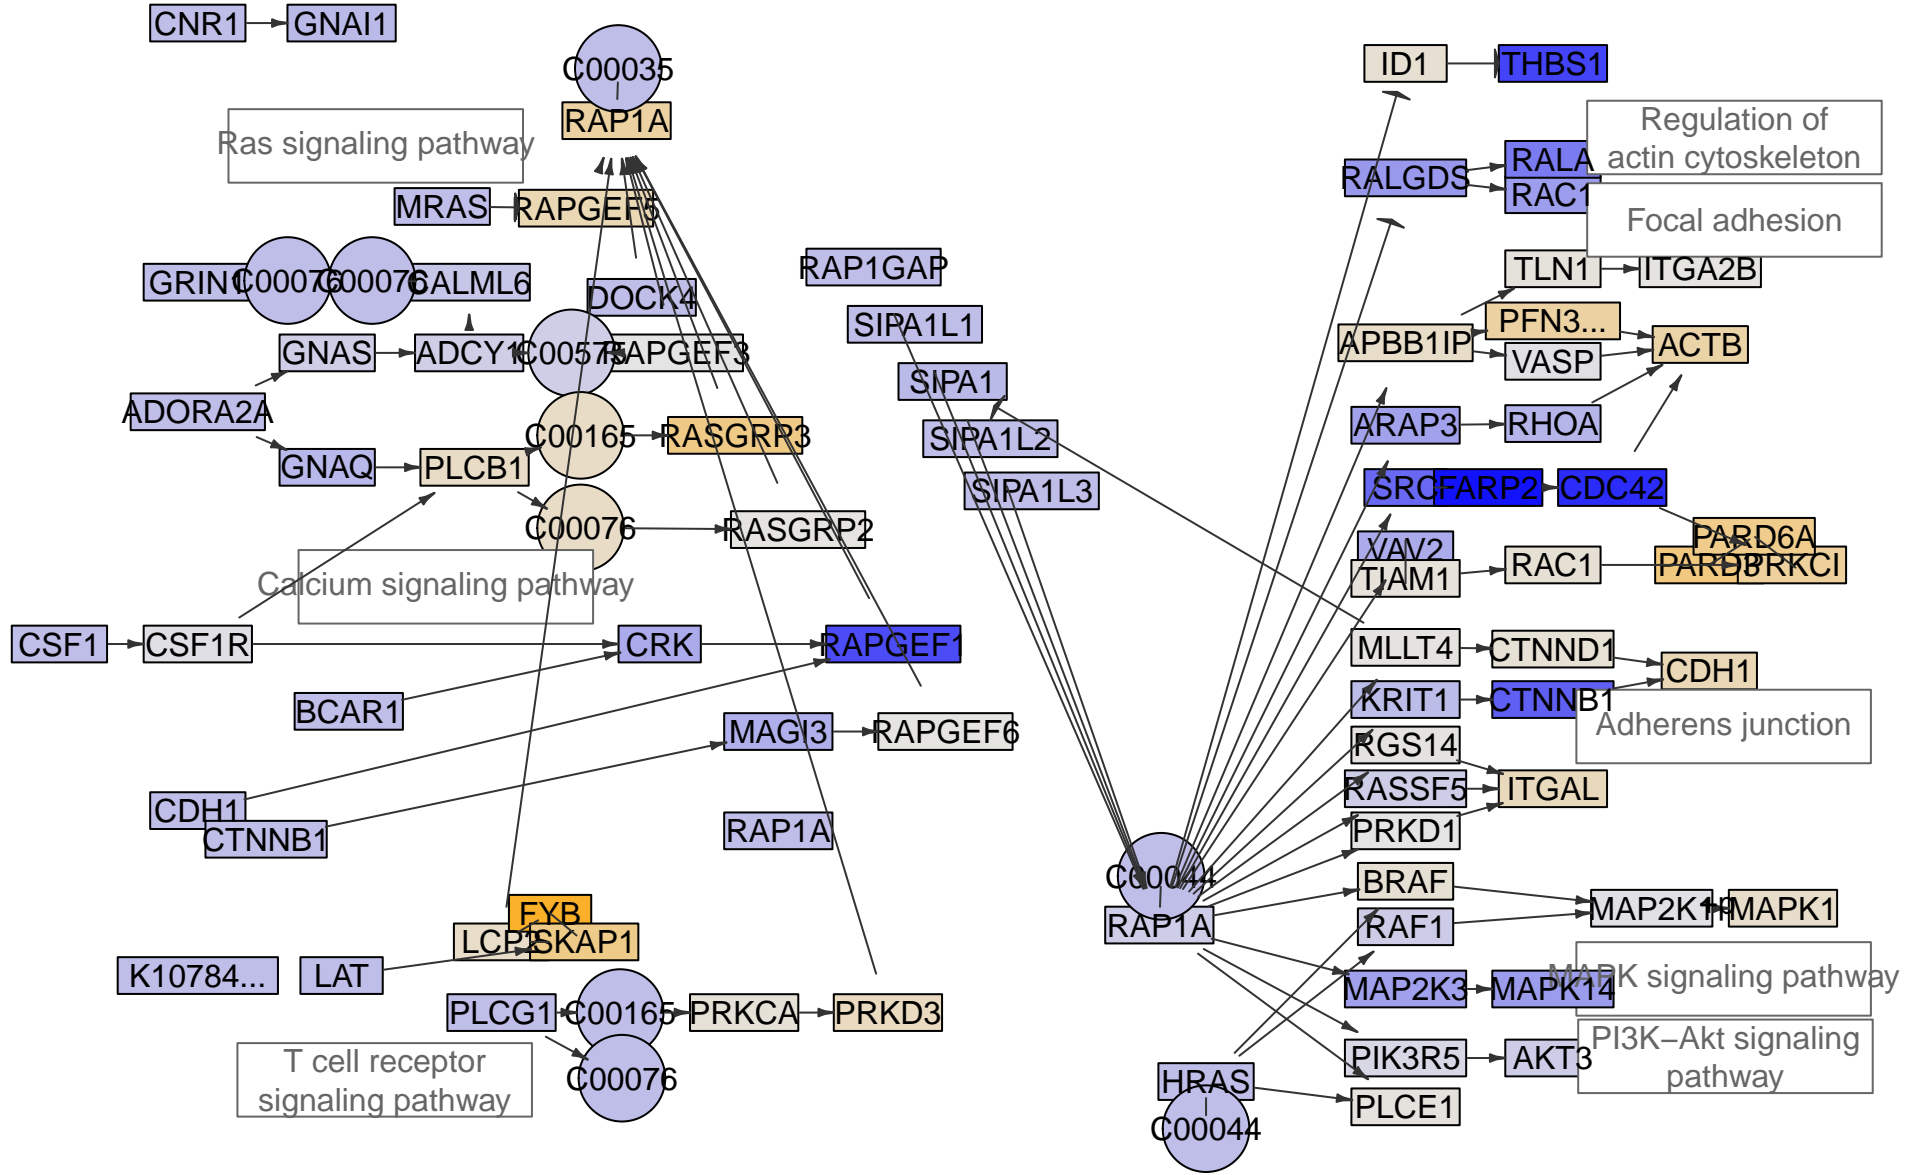 CNR1
GNAI1
C00035
RAP1A
Ras signaling pathway
MRAS
RAPGEF5
GRIN1
C00076
C00076
CALML6
DOCK4
GNAS
ADCY1
C00575
RAPGEF3
ADORA2A
C00165
RASGRP3
GNAQ
PLCB1
C00076
RASGRP2
Calcium signaling pathway
CSF1
CSF1R
CRK
RAPGEF1
BCAR1
MAGI3
RAPGEF6
CDH1
CTNNB1
RAP1A
FYB
LCP2
SKAP1
K10784...
LAT
PLCG1
C00165
PRKCA
PRKD3
T cell receptor
signaling pathway
C00076
RAP1GAP
SIPA1L1
SIPA1
SIPA1L2
SIPA1L3
C00044
RAP1A
HRAS
C00044
ID1
THBS1
Regulation of
actin cytoskeleton
RALGDS
RALA
RAC1
Focal adhesion
TLN1
ITGA2B
APBB1IP
PFN3...
VASP
ACTB
ARAP3
RHOA
SRC
FARP2
CDC42
VAV2
TIAM1
RAC1
PARD6A
PARD3
PRKCI
MLLT4
CTNND1
CDH1
KRIT1
CTNNB1
Adherens junction
RGS14
RASSF5
ITGAL
PRKD1
BRAF
RAF1
MAP2K1
MAPK1
MAP2K3
MAPK14
MAPK signaling pathway
PIK3R5
AKT3
PI3K−Akt signaling
pathway
PLCE1